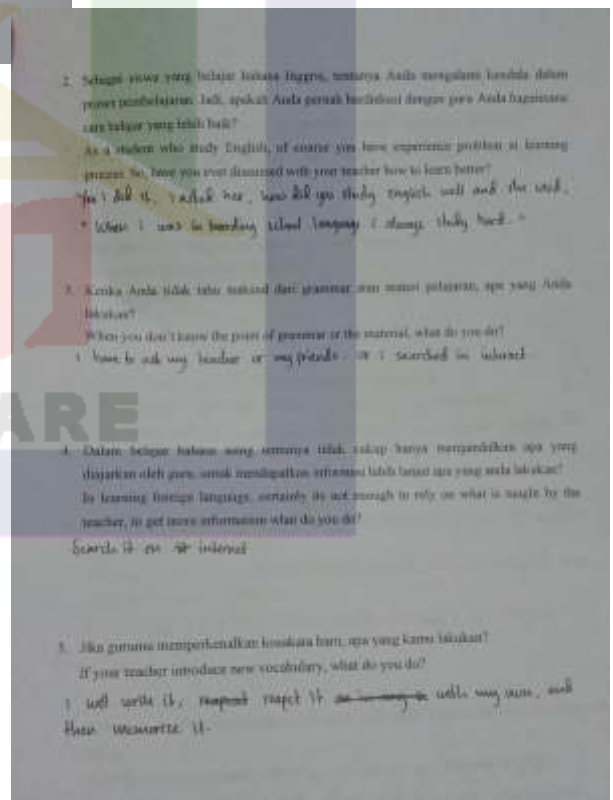 2. Sebagai siswa yang belajar bahasa Inggris, tentunya Anda mengalami kendala dalam
proses pembelajaran. Jadi, apakah Anda pernah berdiskusi dengan guru Anda bagaimana
cara belajar yang lebih baik?
As a student who study English, of course you have experience problem in learning
process. So, have you ever discussed with your teacher how to learn better?
Yes I did it, I asked her, how did you study english well and she said,
" When I was in boarding school language I always study hard. "
3. Ketika Anda tidak tahu maksud dari grammar atau materi pelajaran, apa yang Anda
lakukan?
When you don't know the point of grammar or the material, what do you do?
I have to ask my teacher or my friends. or I searched in internet.
ARE
4. Dalam belajar bahasa asing tentunya tidak cukup hanya mengandalkan apa yang
diajarkan oleh guru, untuk mendapatkan informasi lebih lanjut apa yang anda lakukan?
In learning foreign language, certainly its not enough to rely on what is taught by the
teacher, to get more information what do you do?
Search it on internet
5. Jika gurumu memperkenalkan kosakata baru, apa yang kamu lakukan?
If your teacher introduce new vocabulary, what do you do?
I will write it, reapet it with my, and
then memorize it.